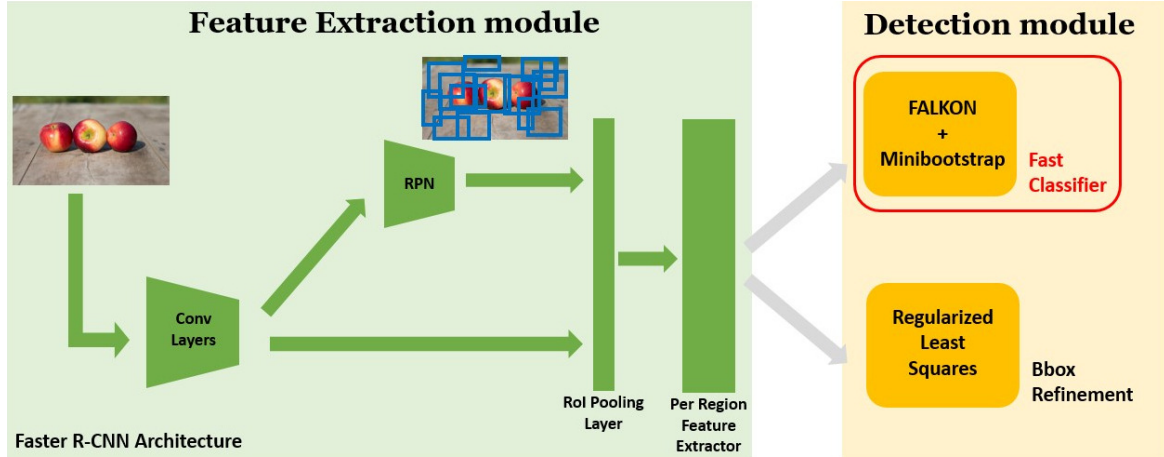 Feature Extraction module
RPN
Conv
Layers
RoI Pooling
Layer
Per Region
Feature
Extractor
Faster R-CNN Architecture
Detection module
FALKON
+
Minibootstrap
Fast
Classifier
Regularized
Least
Squares
Bbox
Refinement